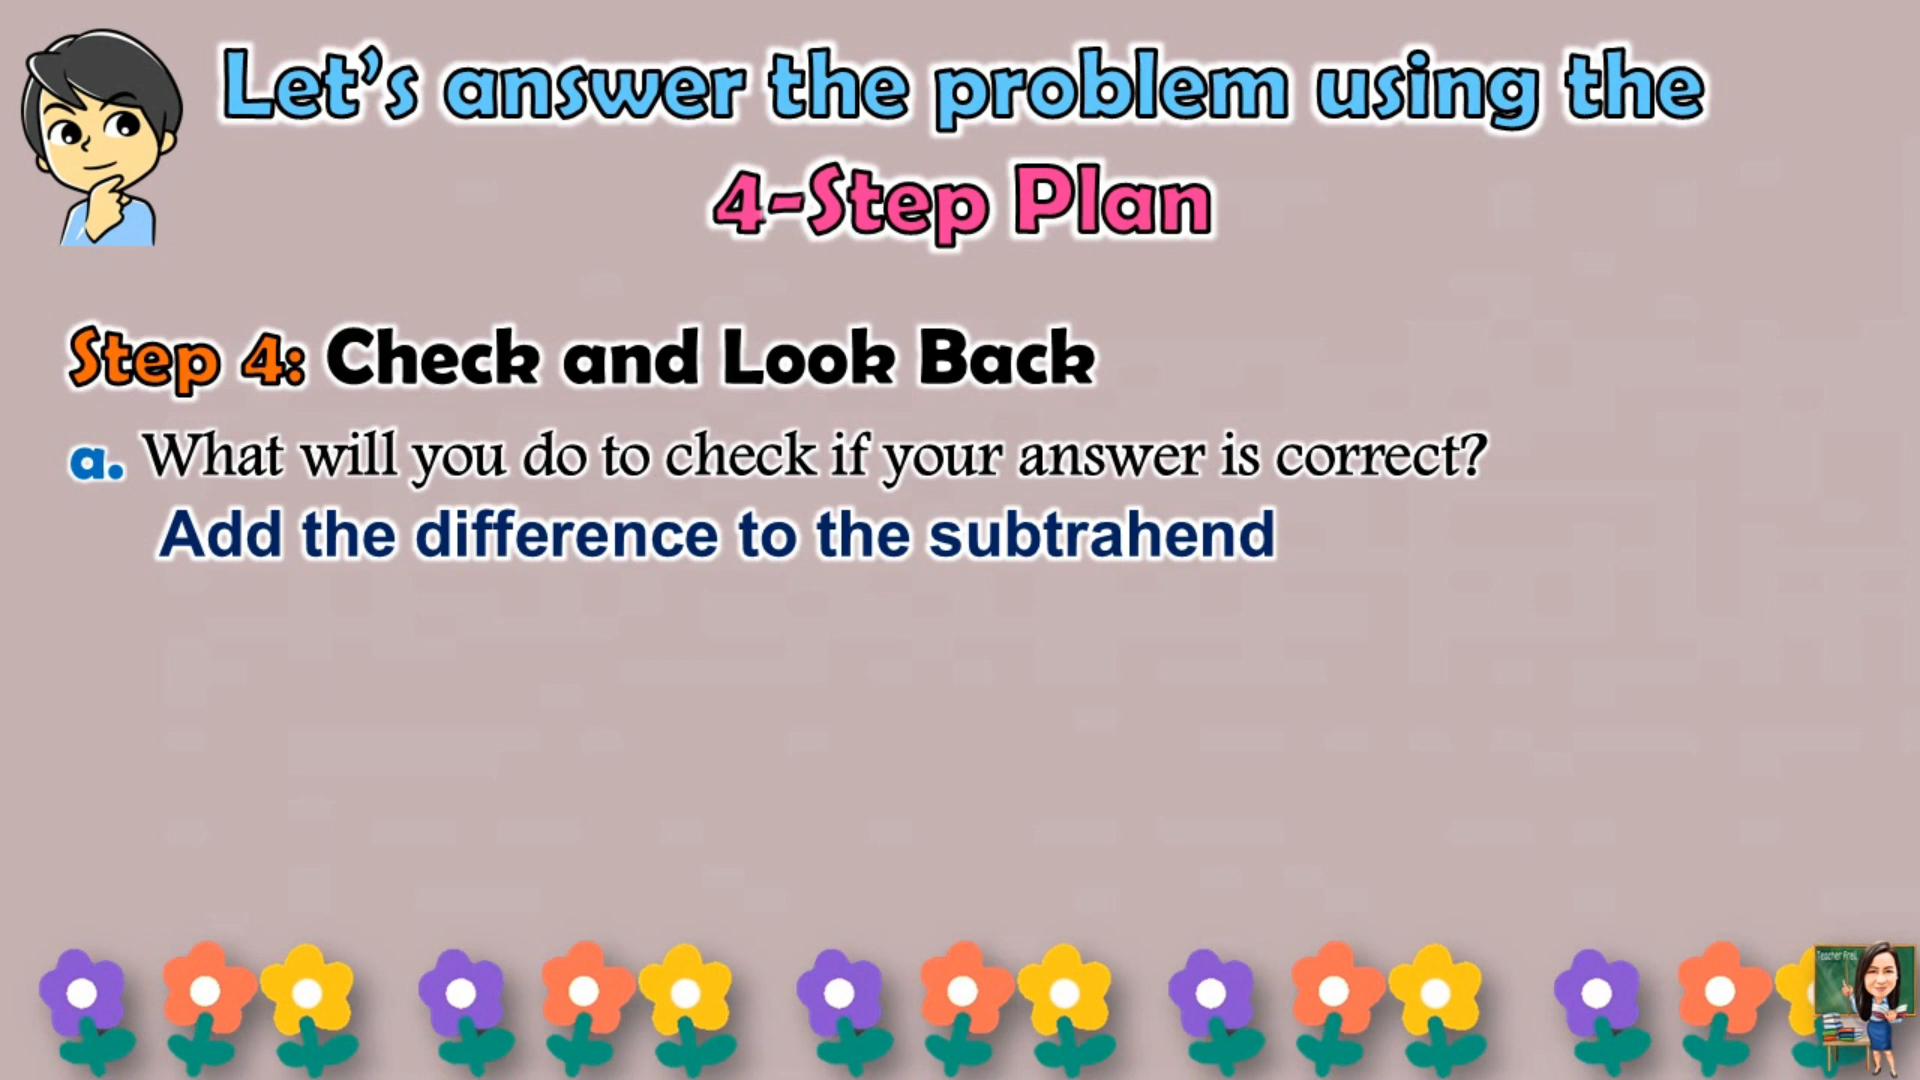 Let's answer the problem using the
4-Step Plan
Step 4: Check and Look Back
a. What will you do to check if your answer is correct?
Add the difference to the subtrahend